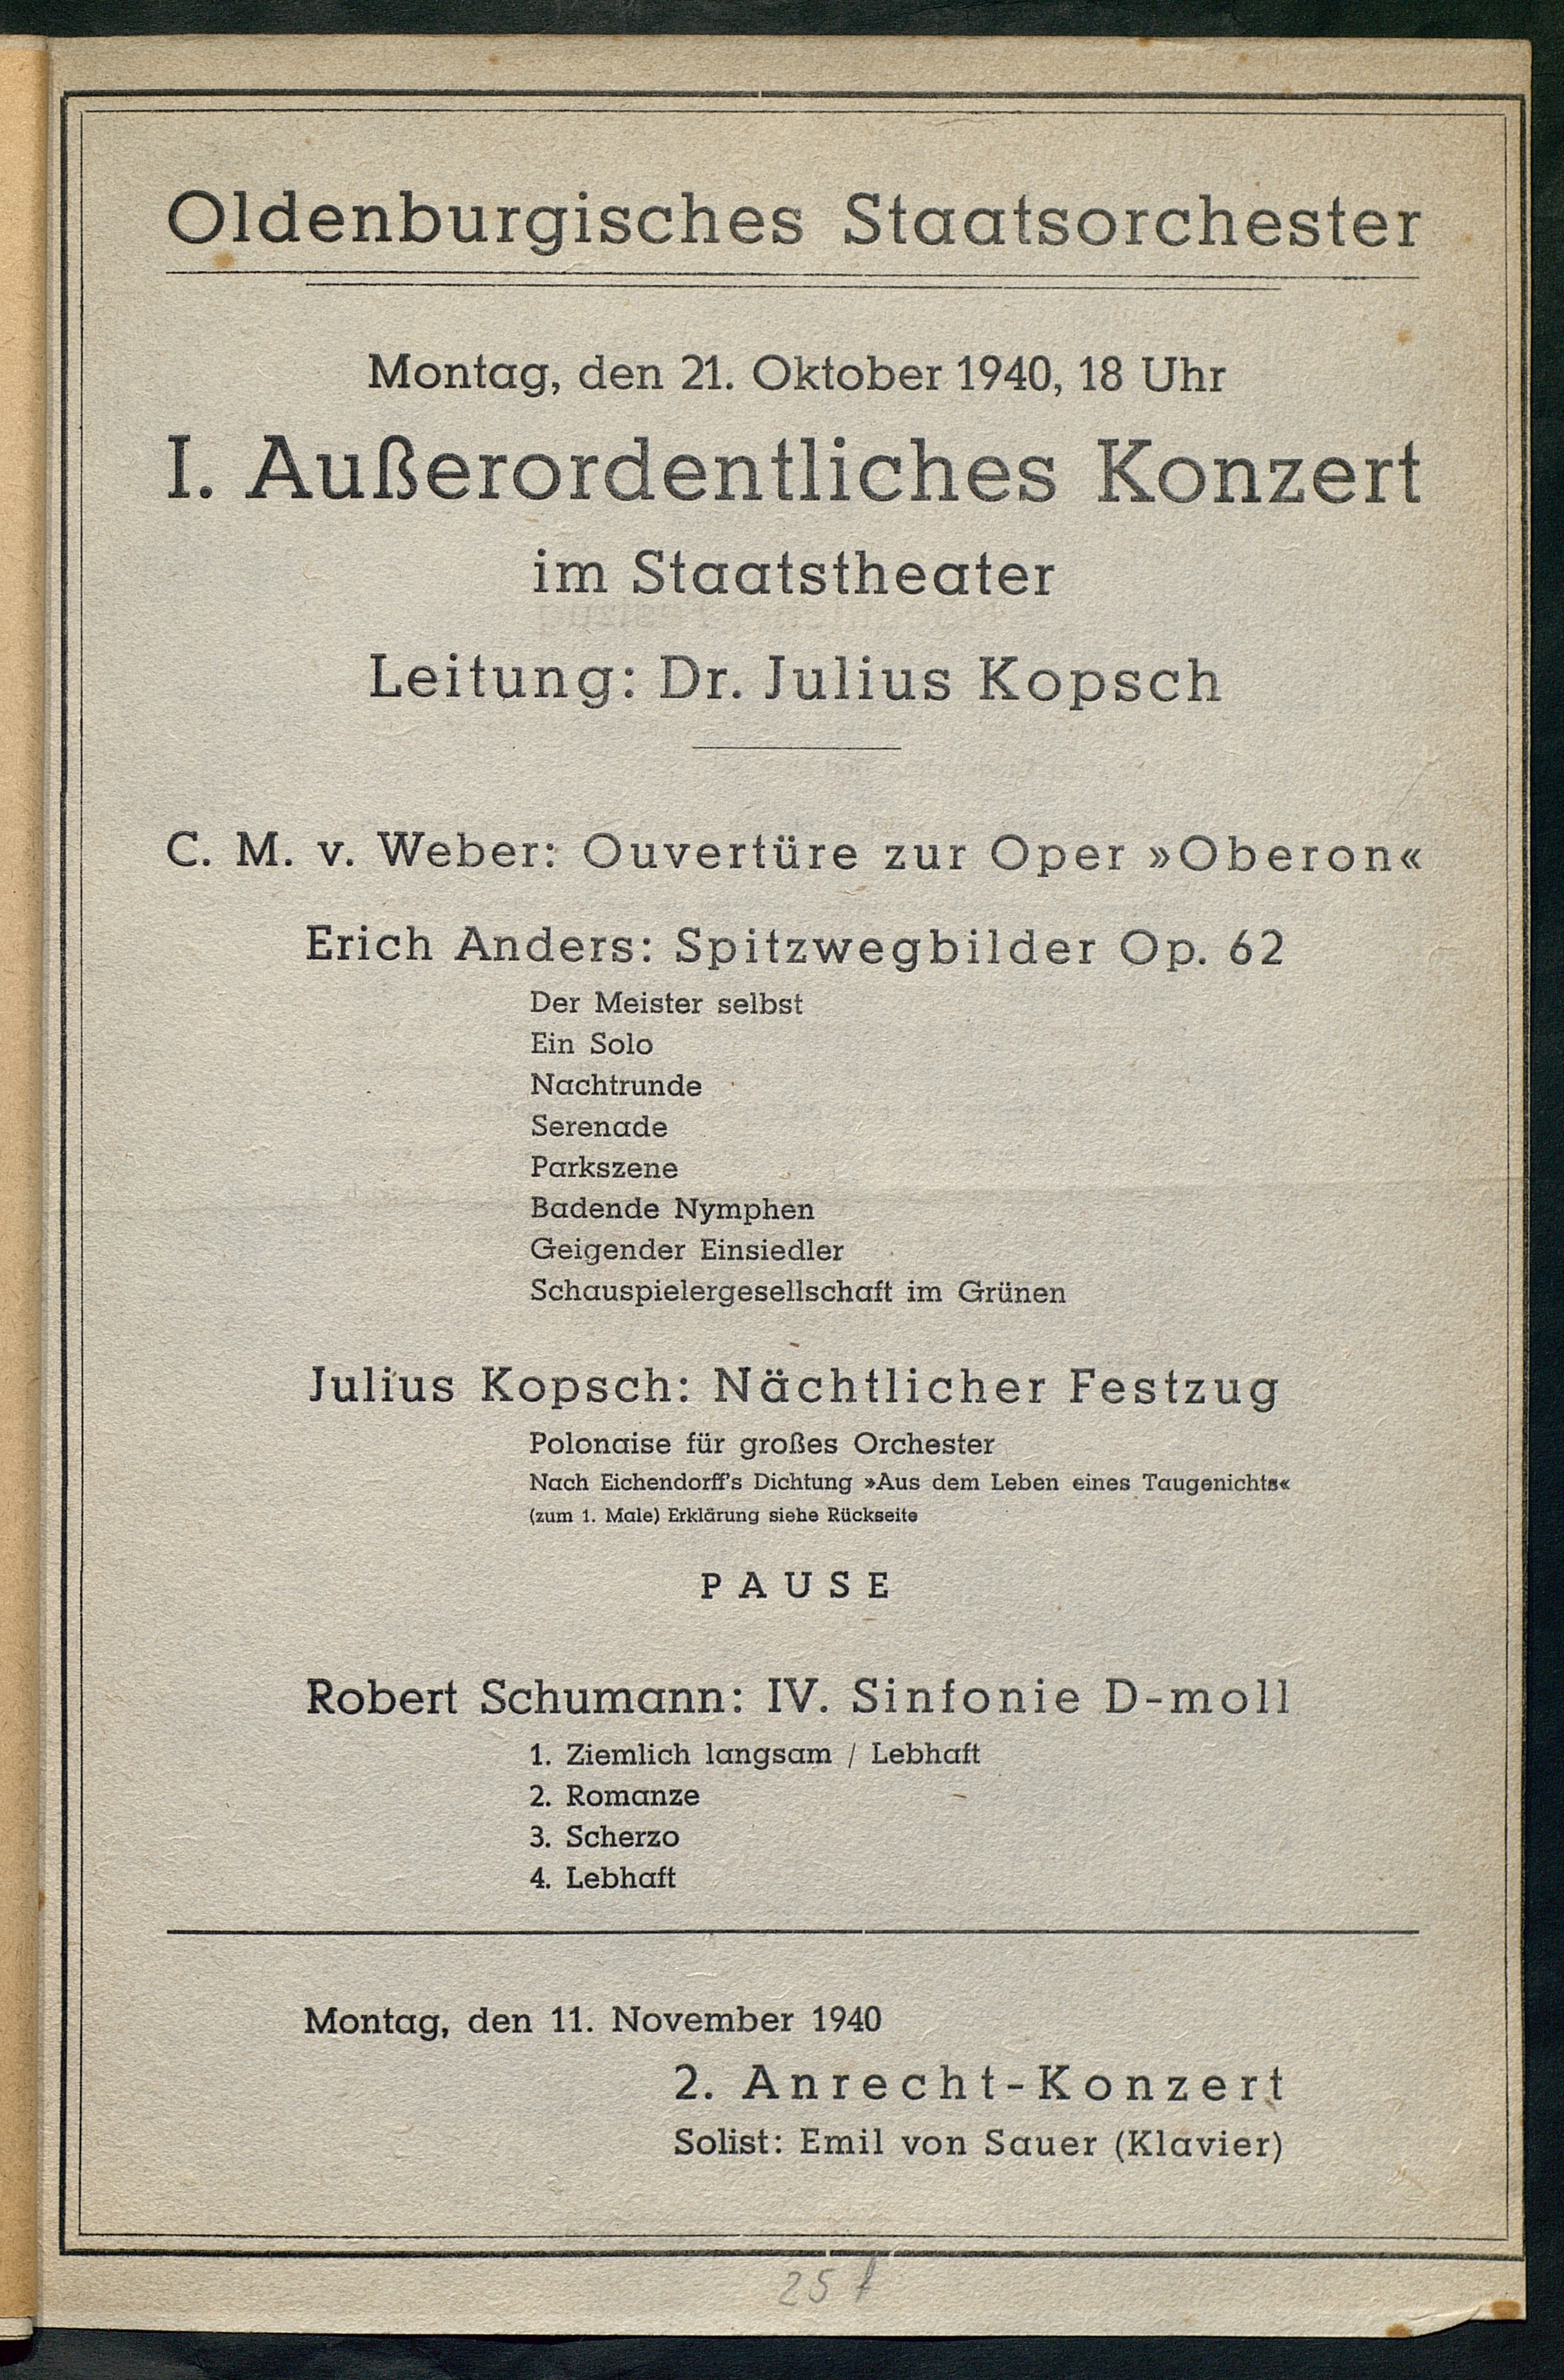 Oldenburgisches Staatsorchester
Montag, den 21. Oktober 1940, 18 Uhr
I. Außerordentliches Konzert
im Staatstheater
Leitung: Dr. Julius Kopsch
C. M. v. Weber: Ouvertüre zur Oper »Oberon«
Erich Anders: Spitzwegbilder Op. 62
Der Meister selbst
Ein Solo
Nachtrunde
Serenade
Parkszene
Badende Nymphen
Geigender Einsiedler
Schauspielergesellschaft im Grünen
Julius Kopsch: Nächtlicher Festzug
Polonaise für großes Orchester
Nach Eichendorff's Dichtung »Aus dem Leben eines Taugenichts«
(zum 1. Male) Erklärung siehe Rückseite
PAUSE
Robert Schumann: IV. Sinfonie D-moll
1. Ziemlich langsam / Lebhaft
2. Romanze
3. Scherzo
4. Lebhaft
Montag, den 11. November 1940
2. Anrecht-Konzert
Solist: Emil von Sauer (Klavier)